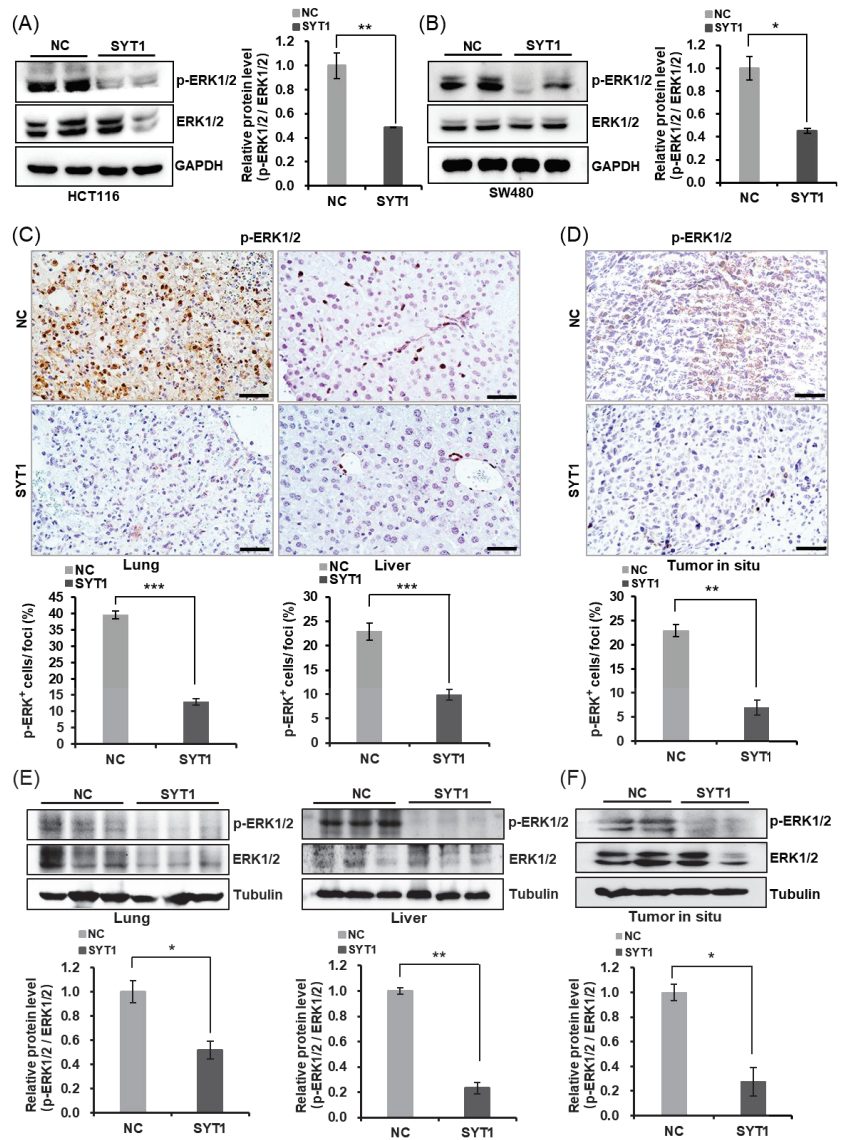 (A)
NC SYT1
p-ERK1/2
ERK1/2
GAPDH
HCT116
NC
SYT1
**
Relative protein level
(p-ERK1/2 / ERK1/2)
1.2
1.0
0.8
0.6
0.4
0.2
0.0
NC SYT1
(B)
NC SYT1
p-ERK1/2
ERK1/2
GAPDH
SW480
NC
SYT1
*
Relative protein level
(p-ERK1/2 / ERK1/2)
1.2
1.0
0.8
0.6
0.4
0.2
0.0
NC SYT1
(C)
p-ERK1/2
NC
SYT1
Lung Liver
NC
SYT1
***
p-ERK+ cells/ foci (%)
45
40
35
30
25
20
15
10
5
0
NC SYT1
NC
SYT1
***
p-ERK+ cells/ foci (%)
30
25
20
15
10
5
0
NC SYT1
(D)
p-ERK1/2
NC
SYT1
Tumor in situ
NC
SYT1
**
p-ERK+ cells/ foci (%)
30
25
20
15
10
5
0
NC SYT1
(E)
NC SYT1
p-ERK1/2
ERK1/2
Tubulin
Lung
NC
SYT1
*
Relative protein level
(p-ERK1/2 / ERK1/2)
1.2
1.0
0.8
0.6
0.4
0.2
0.0
NC SYT1
NC SYT1
p-ERK1/2
ERK1/2
Tubulin
Liver
NC
SYT1
**
Relative protein level
(p-ERK1/2 / ERK1/2)
1.2
1.0
0.8
0.6
0.4
0.2
0
NC SYT1
(F)
NC SYT1
p-ERK1/2
ERK1/2
Tubulin
Tumor in situ
NC
SYT1
*
Relative protein level
(p-ERK1/2 / ERK1/2)
1.2
1.0
0.8
0.6
0.4
0.2
0
NC SYT1